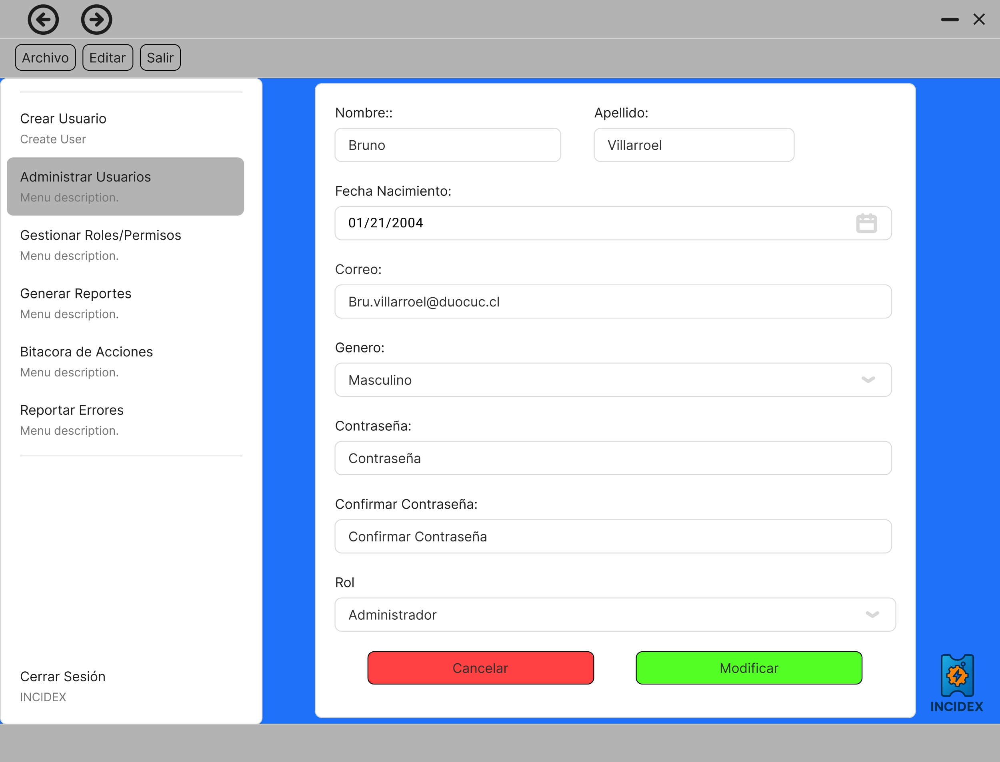 Archivo Editar Salir
Crear Usuario
Create User
Administrar Usuarios
Menu description.
Gestionar Roles/Permisos
Menu description.
Generar Reportes
Menu description.
Bitacora de Acciones
Menu description.
Reportar Errores
Menu description.
Cerrar Sesión
INCIDEX
Nombre:: Apellido:
Bruno Villarroel
Fecha Nacimiento:
01/21/2004
Correo:
Bru.villarroel@duocuc.cl
Genero:
Masculino
Contraseña:
Contraseña
Confirmar Contraseña:
Confirmar Contraseña
Rol
Administrador
Cancelar Modificar
INCIDEX